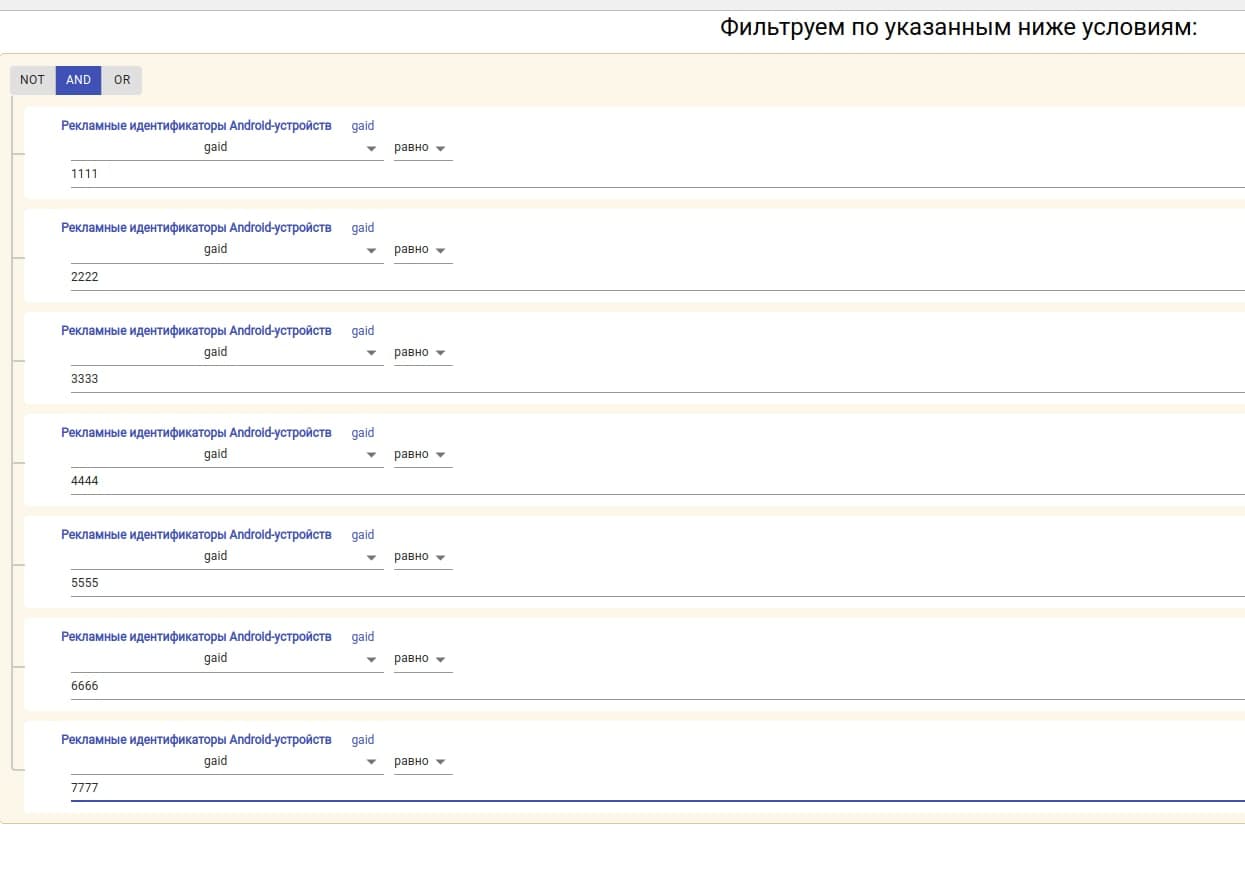 Фильтруем по указанным ниже условиям:
NOT AND OR
Рекламные идентификаторы Android-устройств gaid
gaid равно
1111
Рекламные идентификаторы Android-устройств gaid
gaid равно
2222
Рекламные идентификаторы Android-устройств gaid
gaid равно
3333
Рекламные идентификаторы Android-устройств gaid
gaid равно
4444
Рекламные идентификаторы Android-устройств gaid
gaid равно
5555
Рекламные идентификаторы Android-устройств gaid
gaid равно
6666
Рекламные идентификаторы Android-устройств gaid
gaid равно
7777